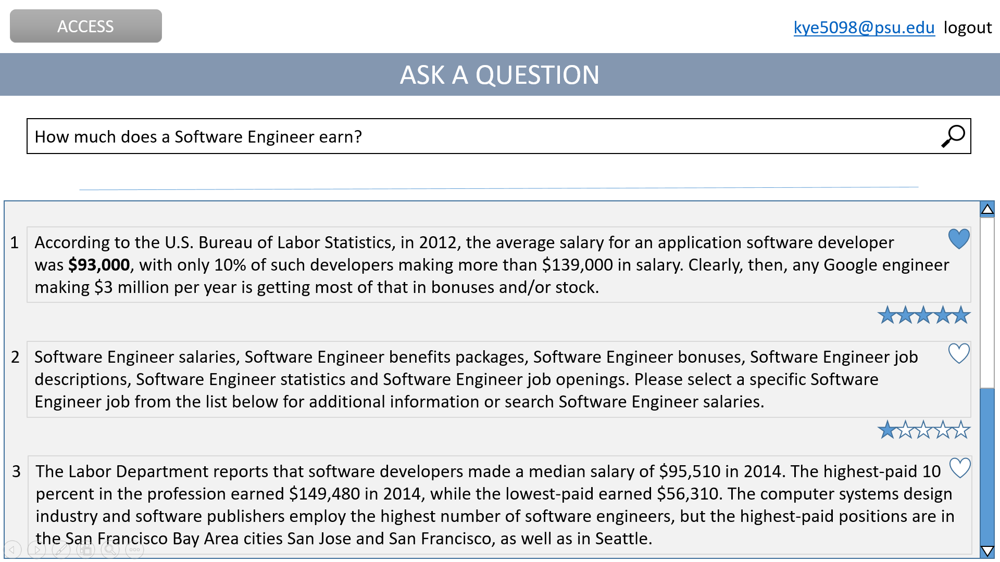 ACCESS
kye5098@psu.edu logout
ASK A QUESTION
How much does a Software Engineer earn?
1 According to the U.S. Bureau of Labor Statistics, in 2012, the average salary for an application software developer
was $93,000, with only 10% of such developers making more than $139,000 in salary. Clearly, then, any Google engineer
making $3 million per year is getting most of that in bonuses and/or stock.
2 Software Engineer salaries, Software Engineer benefits packages, Software Engineer bonuses, Software Engineer job
descriptions, Software Engineer statistics and Software Engineer job openings. Please select a specific Software
Engineer job from the list below for additional information or search Software Engineer salaries.
3 The Labor Department reports that software developers made a median salary of $95,510 in 2014. The highest-paid 10
percent in the profession earned $149,480 in 2014, while the lowest-paid earned $56,310. The computer systems design
industry and software publishers employ the highest number of software engineers, but the highest-paid positions are in
the San Francisco Bay Area cities San Jose and San Francisco, as well as in Seattle.